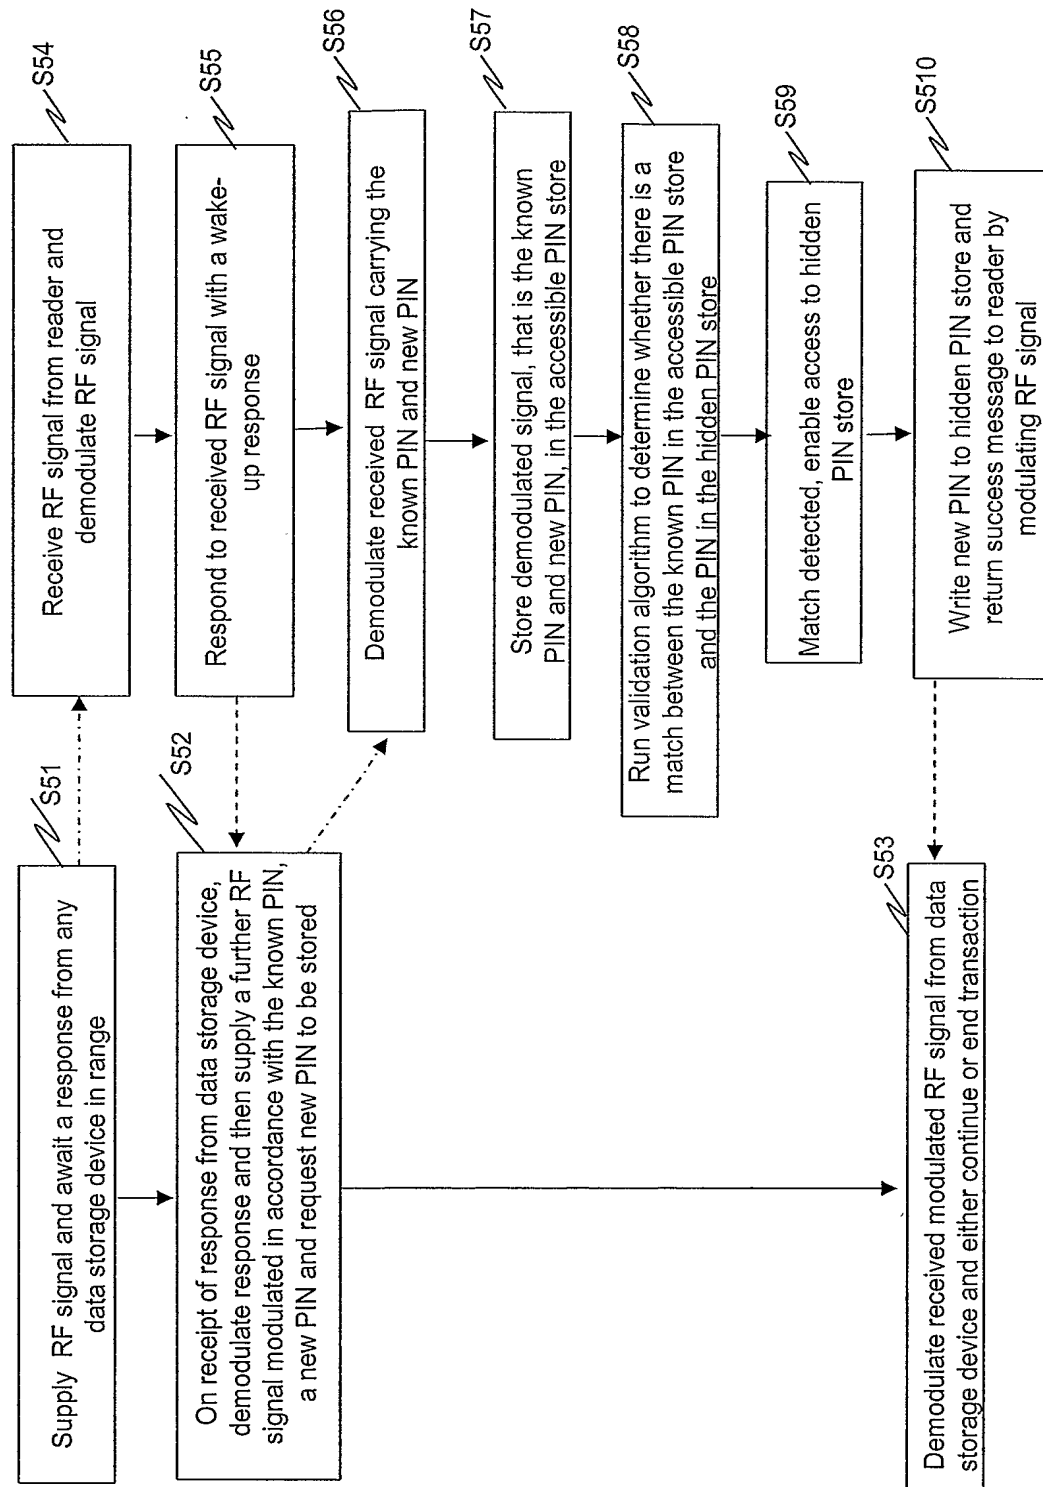 S51
Supply RF signal and await a response from any
data storage device in range
S52
On receipt of response from data storage device,
demodulate response and then supply a further RF
signal modulated in accordance with the known PIN,
a new PIN and request new PIN to be stored
S53
Demodulate received modulated RF signal from data
storage device and either continue or end transaction
S54
Receive RF signal from reader and
demodulate RF signal
S55
Respond to received RF signal with a wake-
up response
S56
Demodulate received RF signal carrying the
known PIN and new PIN
S57
Store demodulated signal, that is the known
PIN and new PIN, in the accessible PIN store
S58
Run validation algorithm to determine whether there is a
match between the known PIN in the accessible PIN store
and the PIN in the hidden PIN store
S59
Match detected, enable access to hidden
PIN store
S510
Write new PIN to hidden PIN store and
return success message to reader by
modulating RF signal